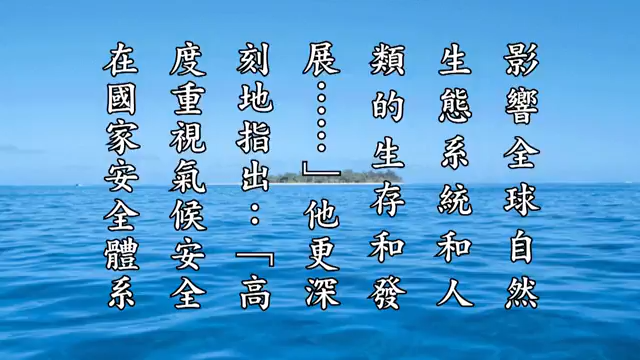 影響全球自然
生態系統和人
類的生存和發
展……」他更深
刻地指出：「高
度重視氣候安全
在國家安全體系